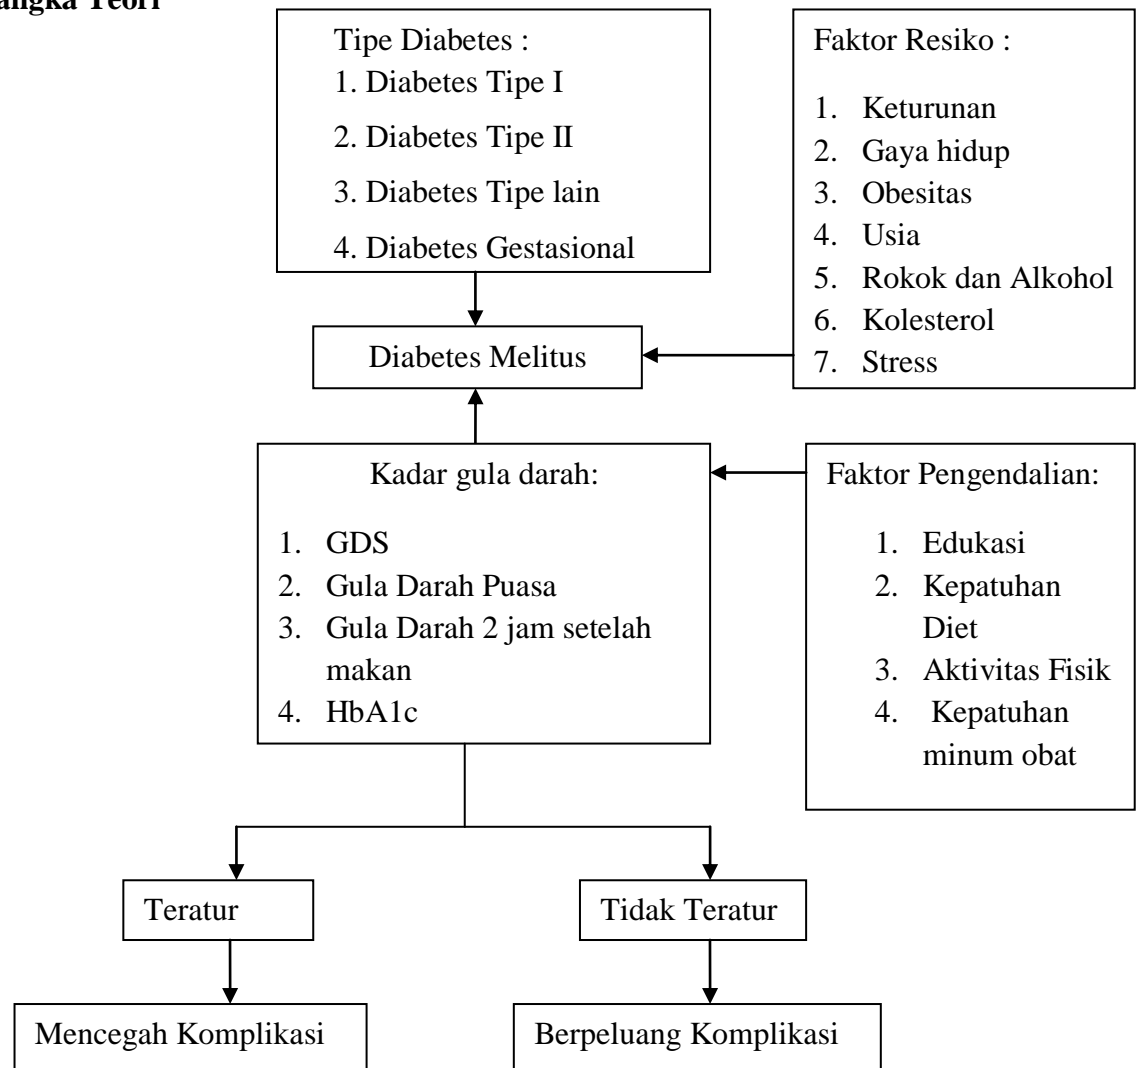 angka Teori
Tipe Diabetes :
1. Diabetes Tipe I
2. Diabetes Tipe II
3. Diabetes Tipe lain
4. Diabetes Gestasional
Faktor Resiko :
1. Keturunan
2. Gaya hidup
3. Obesitas
4. Usia
5. Rokok dan Alkohol
6. Kolesterol
7. Stress
Diabetes Melitus
Kadar gula darah:
1. GDS
2. Gula Darah Puasa
3. Gula Darah 2 jam setelah
makan
4. HbA1c
Faktor Pengendalian:
1. Edukasi
2. Kepatuhan
Diet
3. Aktivitas Fisik
4. Kepatuhan
minum obat
Teratur
Tidak Teratur
Mencegah Komplikasi
Berpeluang Komplikasi